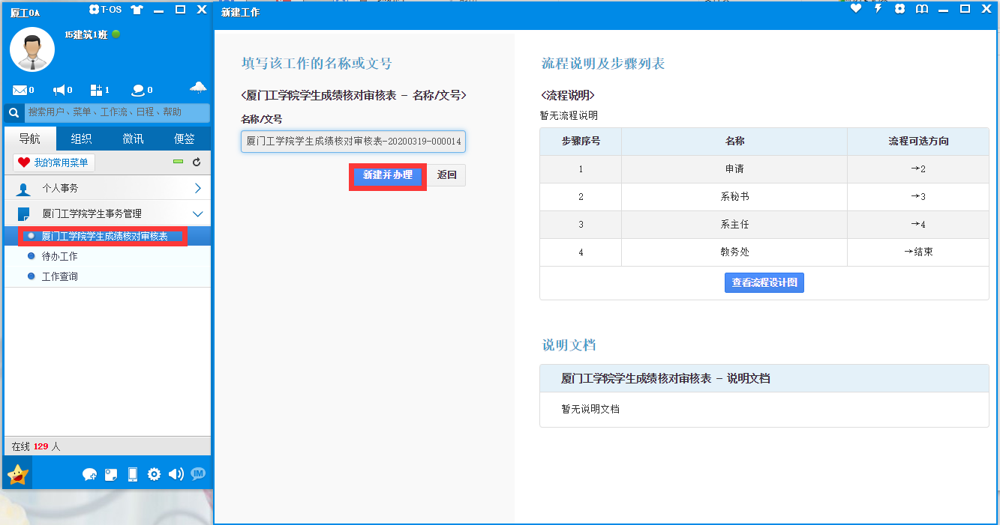 厦工OA
T-OS
15建筑1班
0
0
1
0
搜索用户、菜单、工作流、日程、帮助
导航
组织
微讯
便签
我的常用菜单
个人事务
厦门工学院学生事务管理
厦门工学院学生成绩核对审核表
待办工作
工作查询
在线 129 人
IM
新建工作
填写该工作的名称或文号
<厦门工学院学生成绩核对审核表 - 名称/文号>
名称/文号
厦门工学院学生成绩核对审核表-20200319-000014
新建并办理
返回
流程说明及步骤列表
<流程说明>
暂无流程说明
步骤序号 名称 流程可选方向
1 申请 →2
2 系秘书 →3
3 系主任 →4
4 教务处 →结束
查看流程设计图
说明文档
厦门工学院学生成绩核对审核表 - 说明文档
暂无说明文档